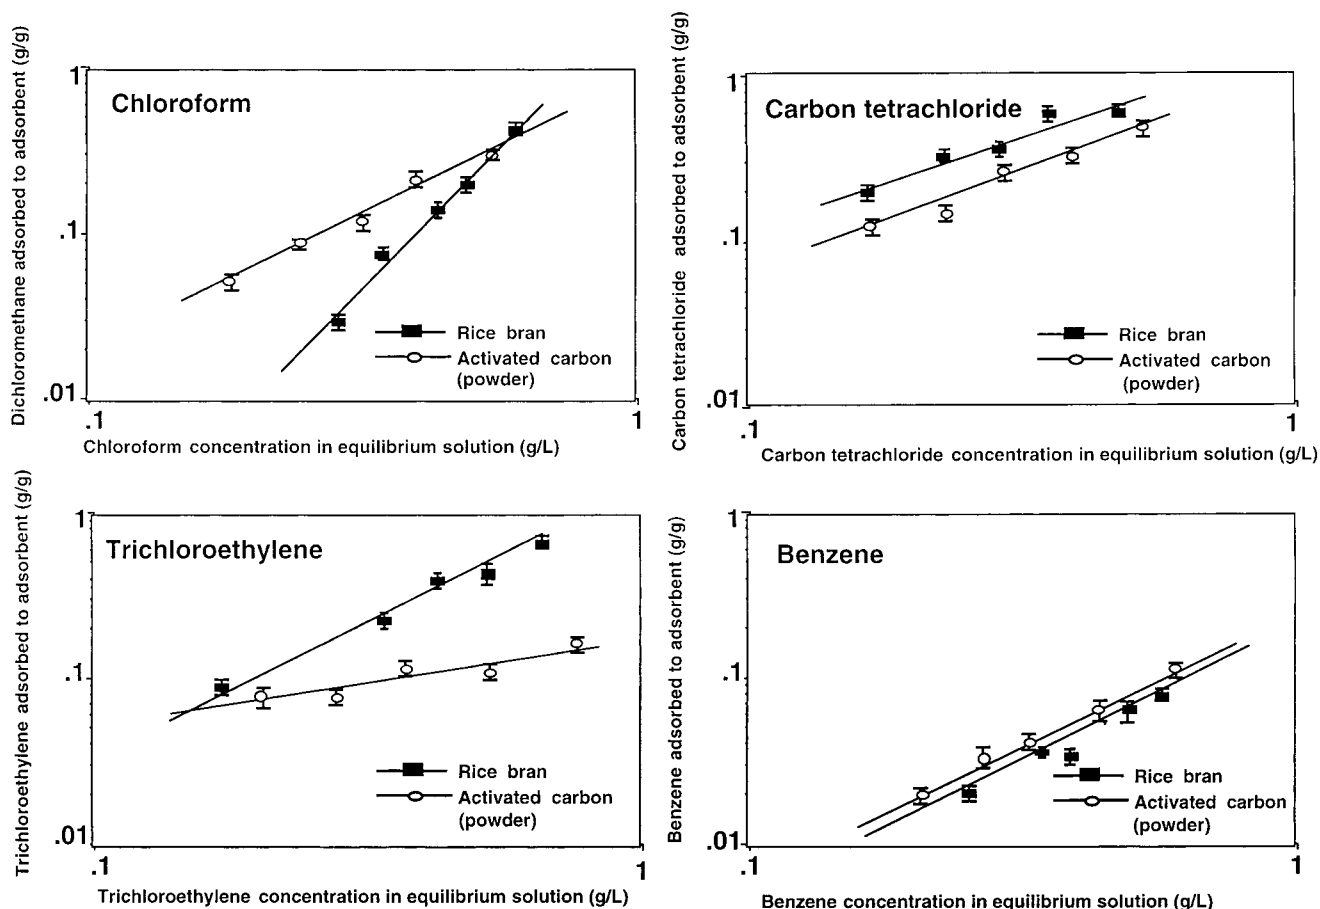 Dichloromethane adsorbed to adsorbent (g/g)
1
.1
.01
Chloroform
Rice bran
Activated carbon
(powder)
.1
1
Chloroform concentration in equilibrium solution (g/L)
Carbon tetrachloride adsorbed to adsorbent (g/g)
1
.1
.01
Carbon tetrachloride
Rice bran
Activated carbon
(powder)
.1
1
Carbon tetrachloride concentration in equilibrium solution (g/L)
Trichloroethylene adsorbed to adsorbent (g/g)
1
.1
.01
Trichloroethylene
Rice bran
Activated carbon
(powder)
.1
1
Trichloroethylene concentration in equilibrium solution (g/L)
Benzene adsorbed to adsorbent (g/g)
1
.1
.01
Benzene
Rice bran
Activated carbon
(powder)
.1
1
Benzene concentration in equilibrium solution (g/L)